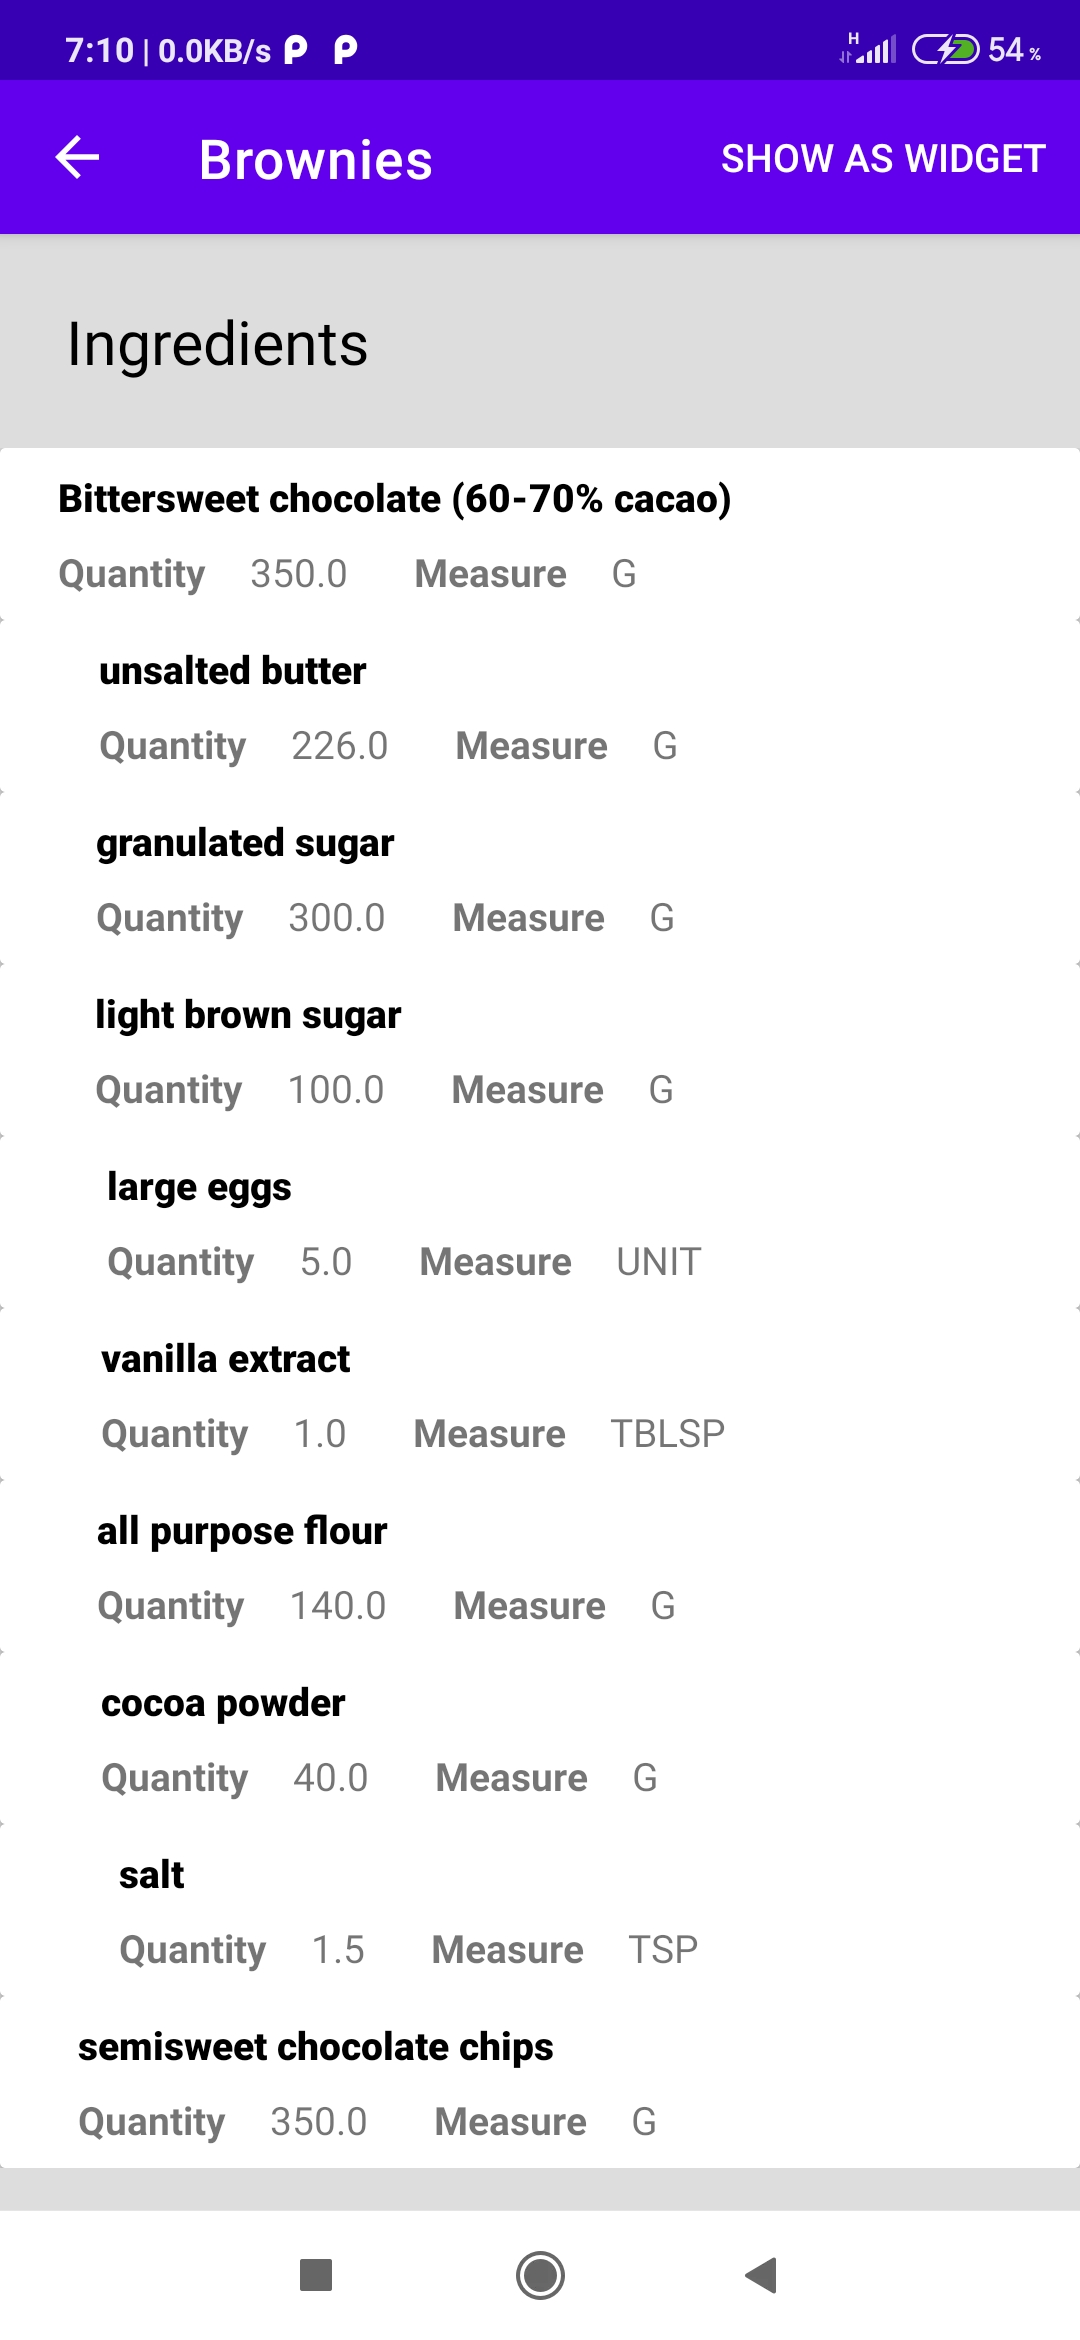 7:10 | 0.0KB/s H 54 %
Brownies SHOW AS WIDGET
Ingredients
Bittersweet chocolate (60-70% cacao)
Quantity 350.0 Measure G
unsalted butter
Quantity 226.0 Measure G
granulated sugar
Quantity 300.0 Measure G
light brown sugar
Quantity 100.0 Measure G
large eggs
Quantity 5.0 Measure UNIT
vanilla extract
Quantity 1.0 Measure TBLSP
all purpose flour
Quantity 140.0 Measure G
cocoa powder
Quantity 40.0 Measure G
salt
Quantity 1.5 Measure TSP
semisweet chocolate chips
Quantity 350.0 Measure G